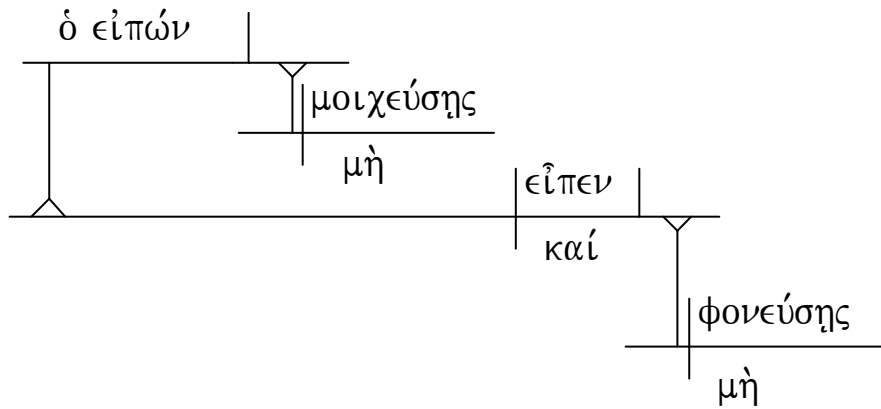 ὁ εἰπών
μοιχεύσῃς
μὴ
εἶπεν
καί
φονεύσῃς
μὴ